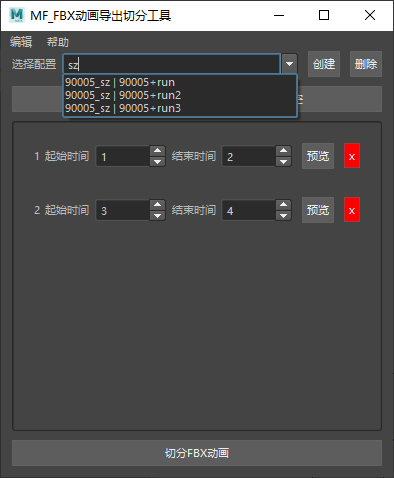 MF_FBX动画导出切分工具
编辑 帮助
选择配置 sz 创建 删除
90005_sz | 90005+run
90005_sz | 90005+run2
90005_sz | 90005+run3
1 起始时间 1 结束时间 2 预览 x
2 起始时间 3 结束时间 4 预览 x
切分FBX动画